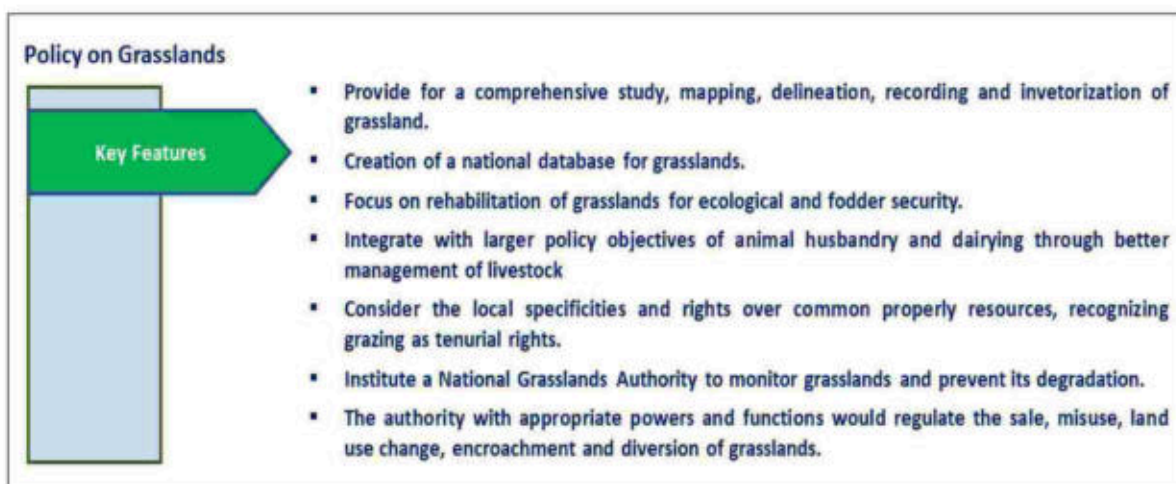 Policy on Grasslands
Key Features
▪ Provide for a comprehensive study, mapping, delineation, recording and invetorization of
grassland.
▪ Creation of a national database for grasslands.
▪ Focus on rehabilitation of grasslands for ecological and fodder security.
▪ Integrate with larger policy objectives of animal husbandry and dairying through better
management of livestock
▪ Consider the local specificities and rights over common properly resources, recognizing
grazing as tenurial rights.
▪ Institute a National Grasslands Authority to monitor grasslands and prevent its degradation.
▪ The authority with appropriate powers and functions would regulate the sale, misuse, land
use change, encroachment and diversion of grasslands.